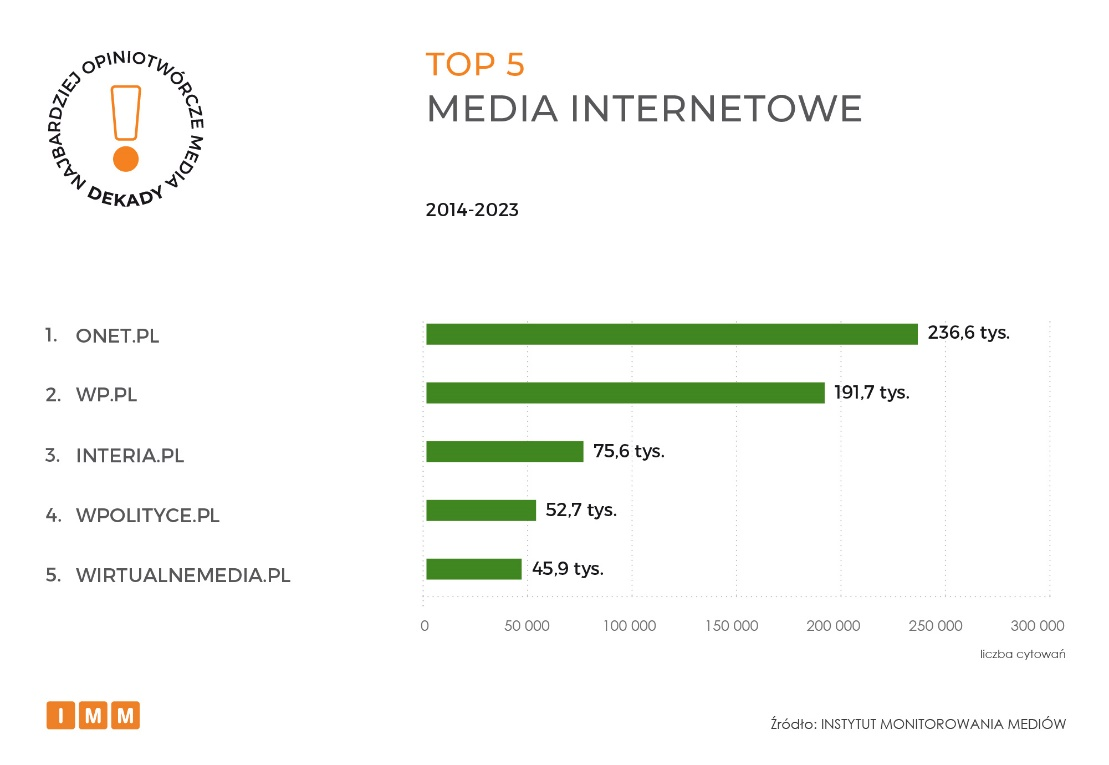 NAJBARDZIEJ OPINIOTWÓRCZE MEDIA DEKADY
TOP 5
MEDIA INTERNETOWE
2014-2023
1. ONET.PL 236,6 tys.
2. WP.PL 191,7 tys.
3. INTERIA.PL 75,6 tys.
4. WPOLITYCE.PL 52,7 tys.
5. WIRTUALNEMEDIA.PL 45,9 tys.
0 50 000 100 000 150 000 200 000 250 000 300 000
liczba cytowań
IMM
Źródło: INSTYTUT MONITOROWANIA MEDIÓW